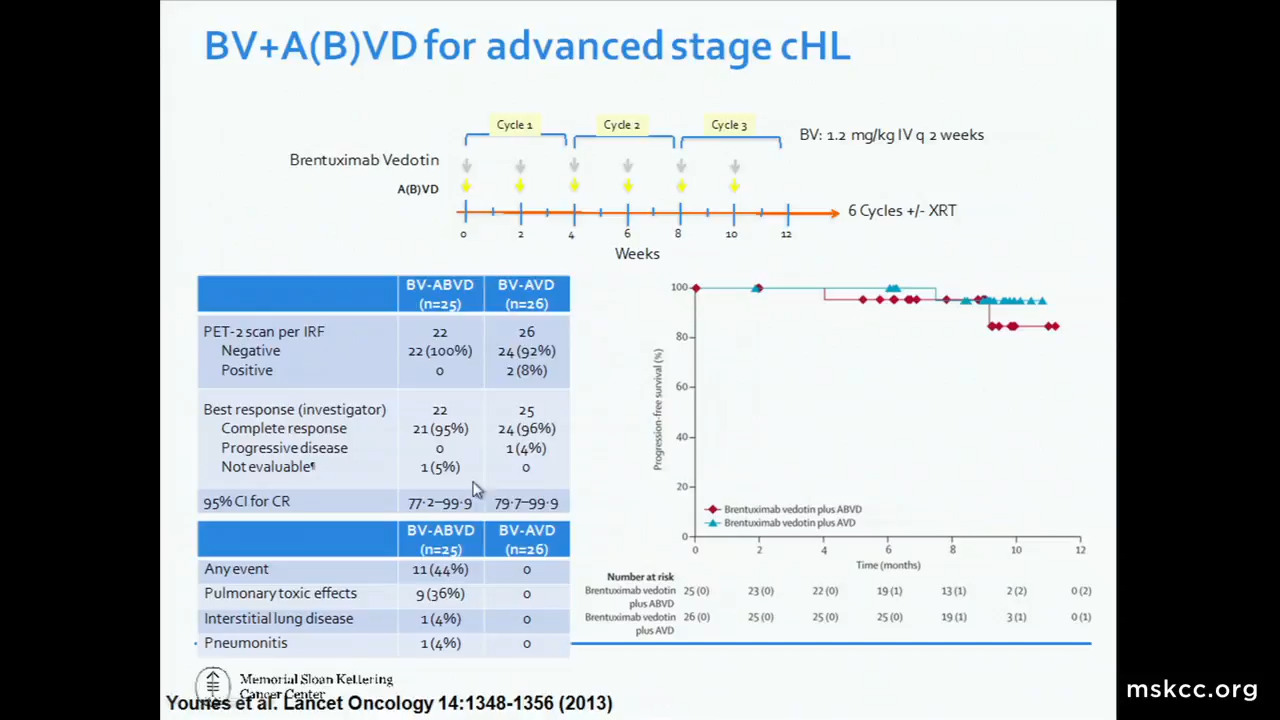 BV+A(B)VD for advanced stage cHL
Cycle 1
Cycle 2
Cycle 3
BV: 1.2 mg/kg IV q 2 weeks
Brentuximab Vedotin
A(B)VD
6 Cycles +/- XRT
0 2 4 6 8 10 12
Weeks
BV-ABVD (n=25) BV-AVD (n=26)
PET-2 scan per IRF 22 26
Negative 22 (100%) 24 (92%)
Positive 0 2 (8%)
Best response (investigator) 22 25
Complete response 21 (95%) 24 (96%)
Progressive disease 0 1 (4%)
Not evaluable¶ 1 (5%) 0
95% CI for CR 77·2–99·9 79·7–99·9
BV-ABVD (n=25) BV-AVD (n=26)
Any event 11 (44%) 0
Pulmonary toxic effects 9 (36%) 0
Interstitial lung disease 1 (4%) 0
Pneumonitis 1 (4%) 0
Progression-free survival (%)
100
80
60
40
20
0
Brentuximab vedotin plus ABVD
Brentuximab vedotin plus AVD
0 2 4 6 8 10 12
Time (months)
Number at risk
Brentuximab vedotin 25 (0) 23 (0) 22 (0) 19 (1) 13 (1) 2 (2) 0 (2)
plus ABVD
Brentuximab vedotin 26 (0) 25 (0) 25 (0) 25 (0) 19 (1) 3 (1) 0 (1)
plus AVD
Memorial Sloan Kettering
Cancer Center
Younes et al. Lancet Oncology 14:1348-1356 (2013)
mskcc.org